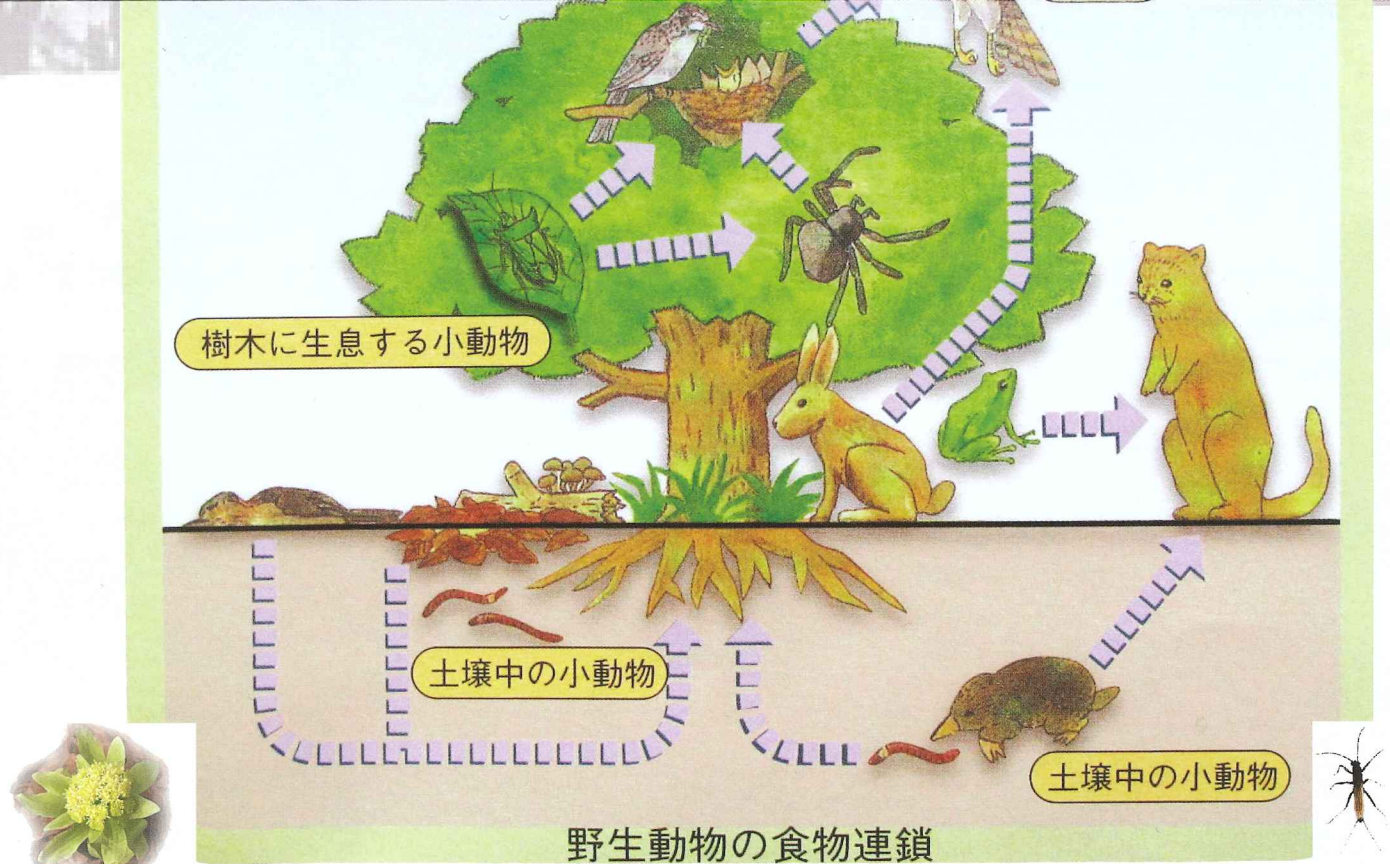 樹木に生息する小動物
土壌中の小動物
土壌中の小動物
野生動物の食物連鎖